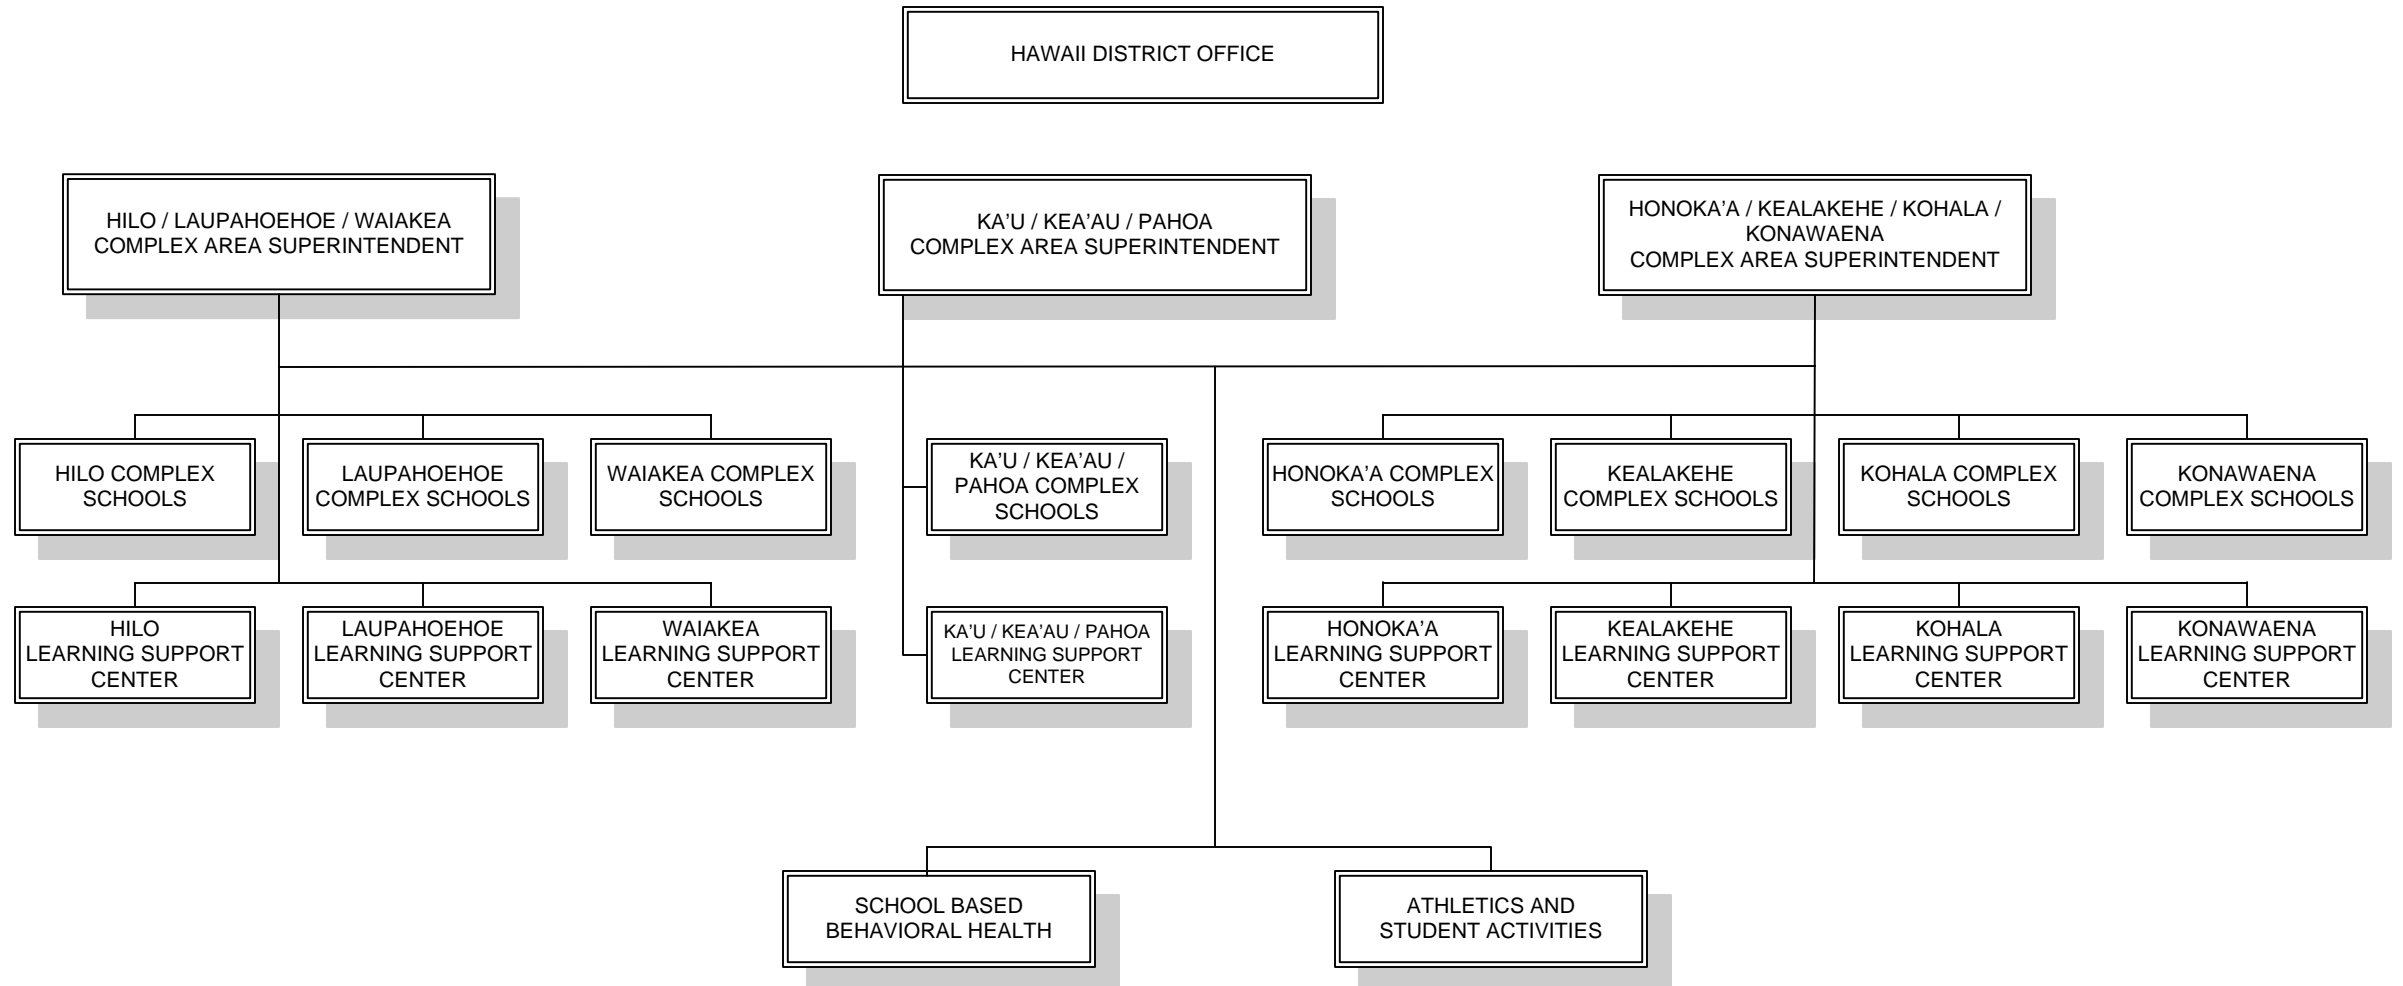 HAWAII DISTRICT OFFICE
HILO / LAUPAHOEHOE / WAIAKEA
COMPLEX AREA SUPERINTENDENT
KA’U / KEA’AU / PAHOA
COMPLEX AREA SUPERINTENDENT
HONOKA’A / KEALAKEHE / KOHALA /
KONAWAENA
COMPLEX AREA SUPERINTENDENT
HILO COMPLEX
SCHOOLS
LAUPAHOEHOE
COMPLEX SCHOOLS
WAIAKEA COMPLEX
SCHOOLS
KA’U / KEA’AU /
PAHOA COMPLEX
SCHOOLS
HONOKA’A COMPLEX
SCHOOLS
KEALAKEHE
COMPLEX SCHOOLS
KOHALA COMPLEX
SCHOOLS
KONAWAENA
COMPLEX SCHOOLS
HILO
LEARNING SUPPORT
CENTER
LAUPAHOEHOE
LEARNING SUPPORT
CENTER
WAIAKEA
LEARNING SUPPORT
CENTER
KA’U / KEA’AU / PAHOA
LEARNING SUPPORT
CENTER
HONOKA’A
LEARNING SUPPORT
CENTER
KEALAKEHE
LEARNING SUPPORT
CENTER
KOHALA
LEARNING SUPPORT
CENTER
KONAWAENA
LEARNING SUPPORT
CENTER
SCHOOL BASED
BEHAVIORAL HEALTH
ATHLETICS AND
STUDENT ACTIVITIES